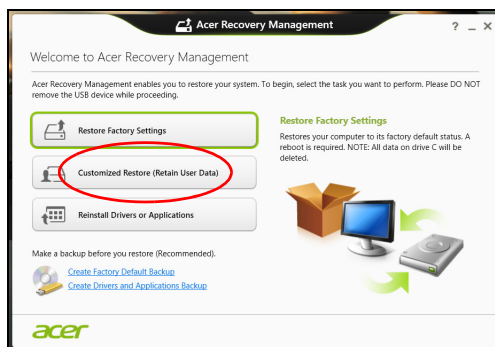 Acer Recovery Management
? _ X
Welcome to Acer Recovery Management
Acer Recovery Management enables you to restore your system. To begin, select the task you want to perform. Please DO NOT
remove the USB device while proceeding.
Restore Factory Settings
Customized Restore (Retain User Data)
Reinstall Drivers or Applications
Restore Factory Settings
Restores your computer to its factory default status. A
reboot is required. NOTE: All data on drive C will be
deleted.
Make a backup before you restore (Recommended).
Create Factory Default Backup
Create Drivers and Applications Backup
acer